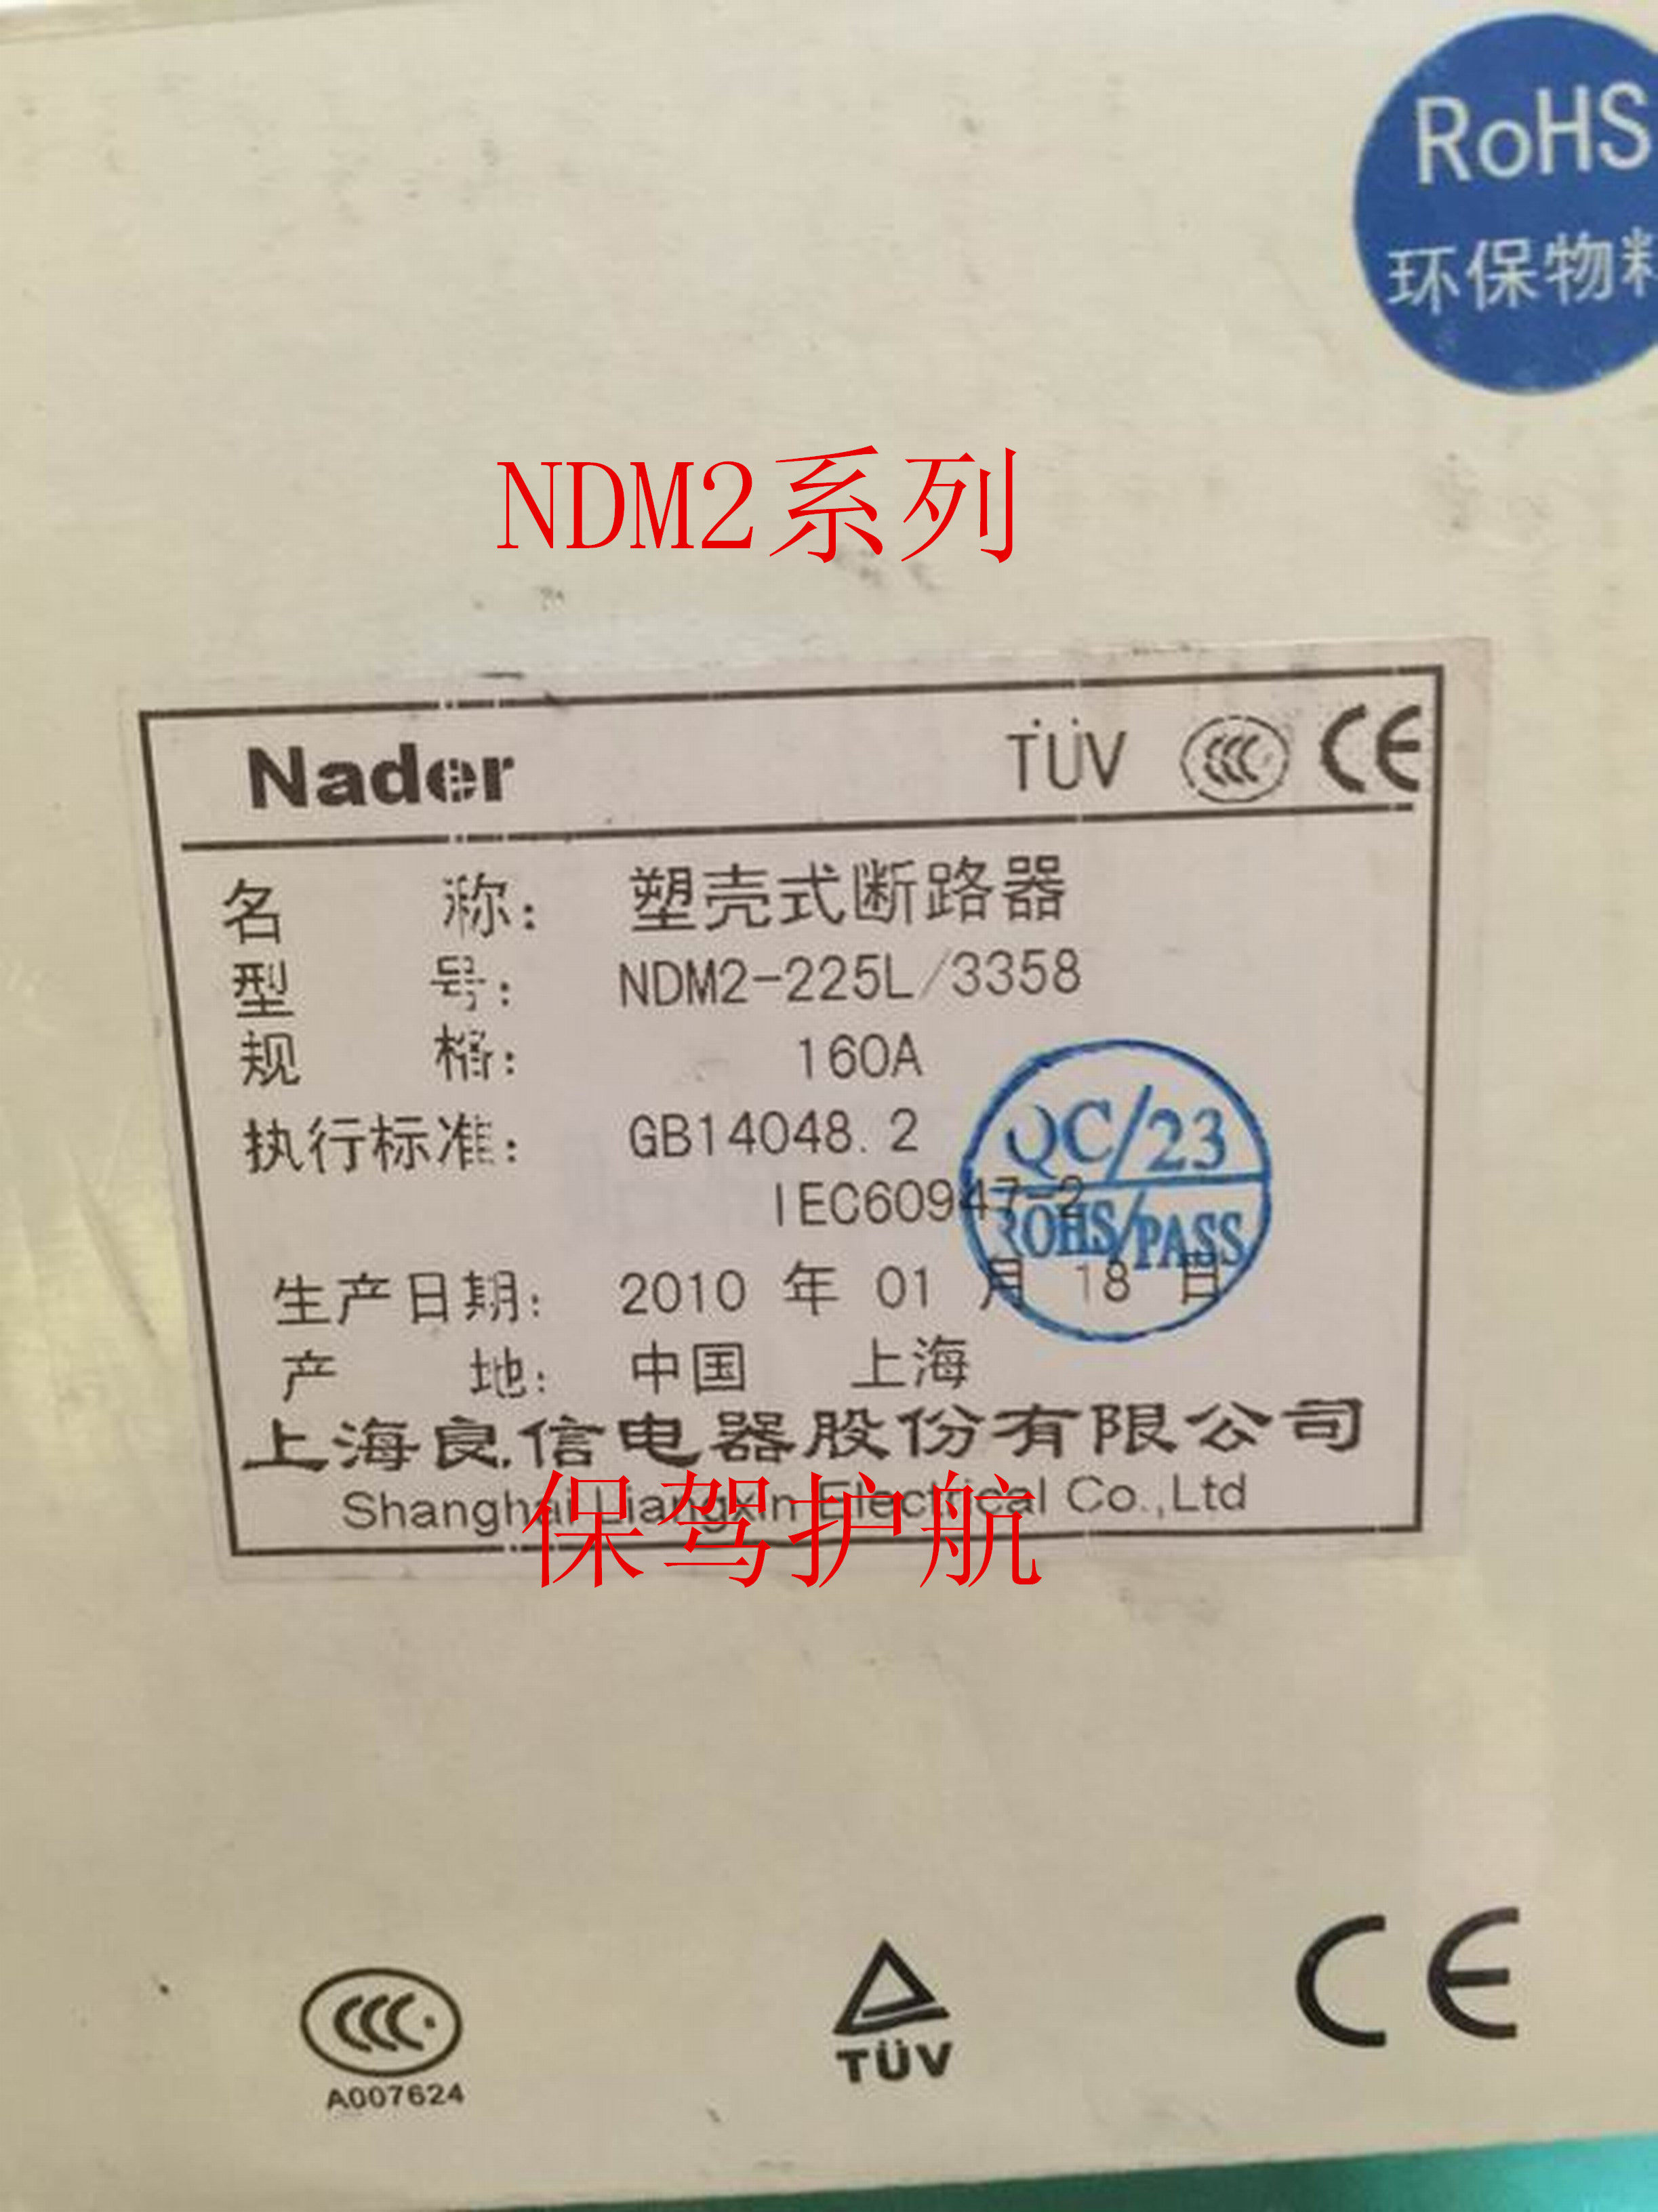 RoHS
环保物料
NDM2系列
Nader TÜV CCC CE
名 称： 塑壳式断路器
型 号： NDM2-225L/3358
规 格： 160A
执行标准： GB14048.2
IEC60947-2
QC/23
ROHS/PASS
生产日期： 2010 年 01 月 18 日
产 地： 中国 上海
上海良信电器股份有限公司
Shanghai Liangxin Electrical Co.,Ltd
保驾护航
CCC
A007624
TÜV
CE